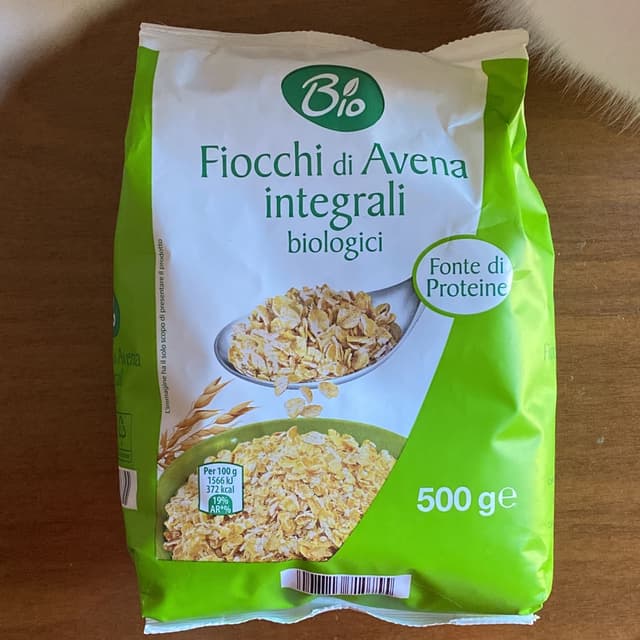 Bio
Fiocchi di Avena
integrali
biologici
Fonte di
Proteine
L'immagine ha il solo scopo di presentare il prodotto
Per 100 g
1566 kJ
372 kcal
19%
AR*%
500 g e
Avena